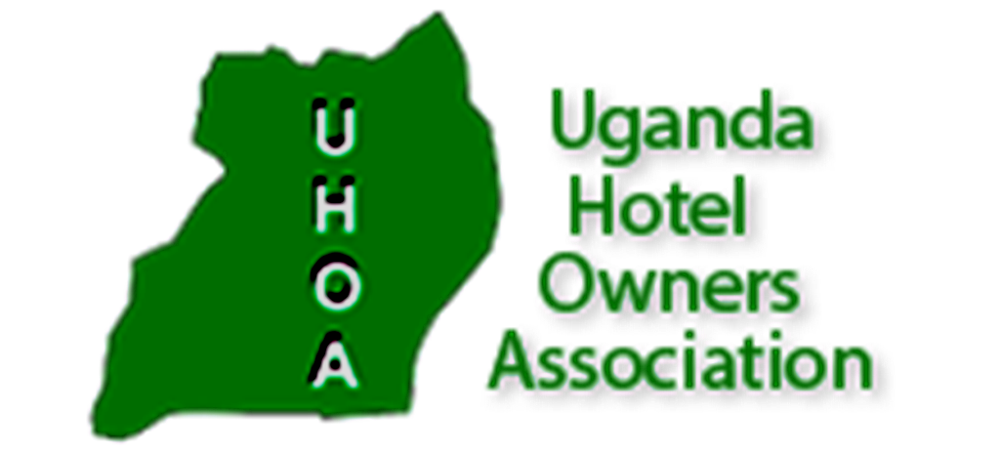 U
H
O
A
Uganda
Hotel
Owners
Association